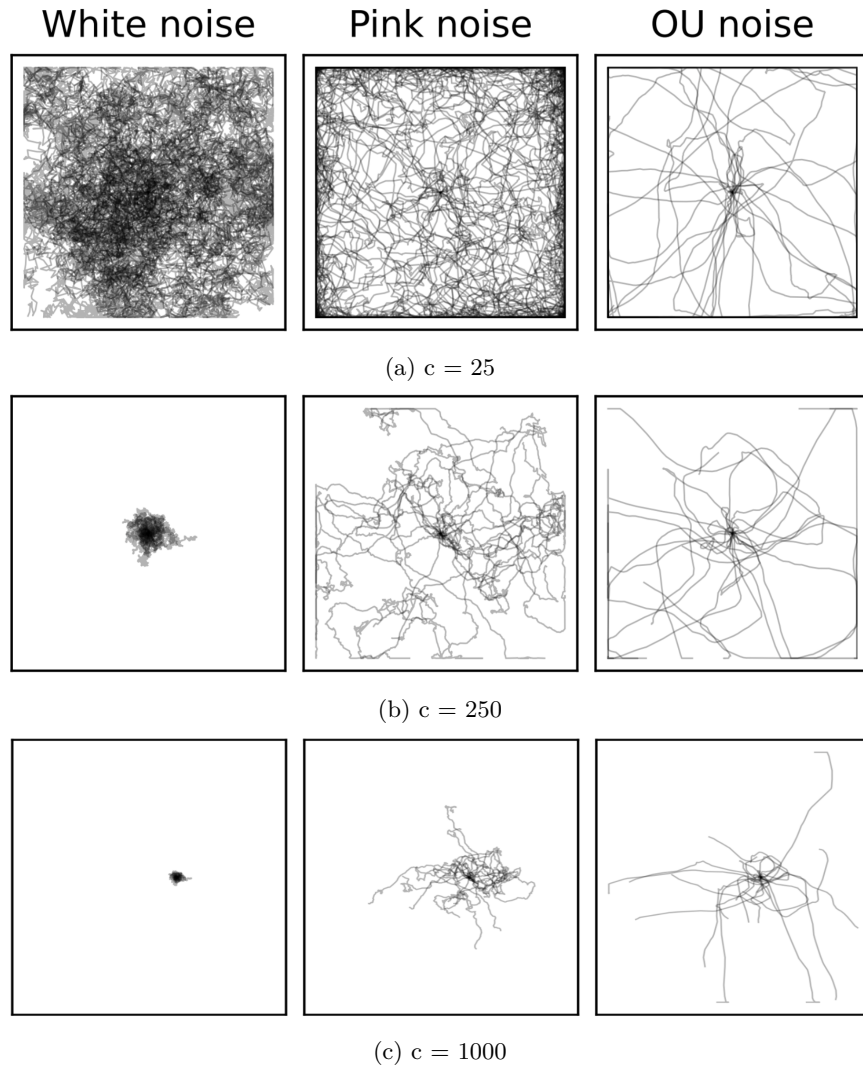 White noise Pink noise OU noise
(a) c = 25
(b) c = 250
(c) c = 1000